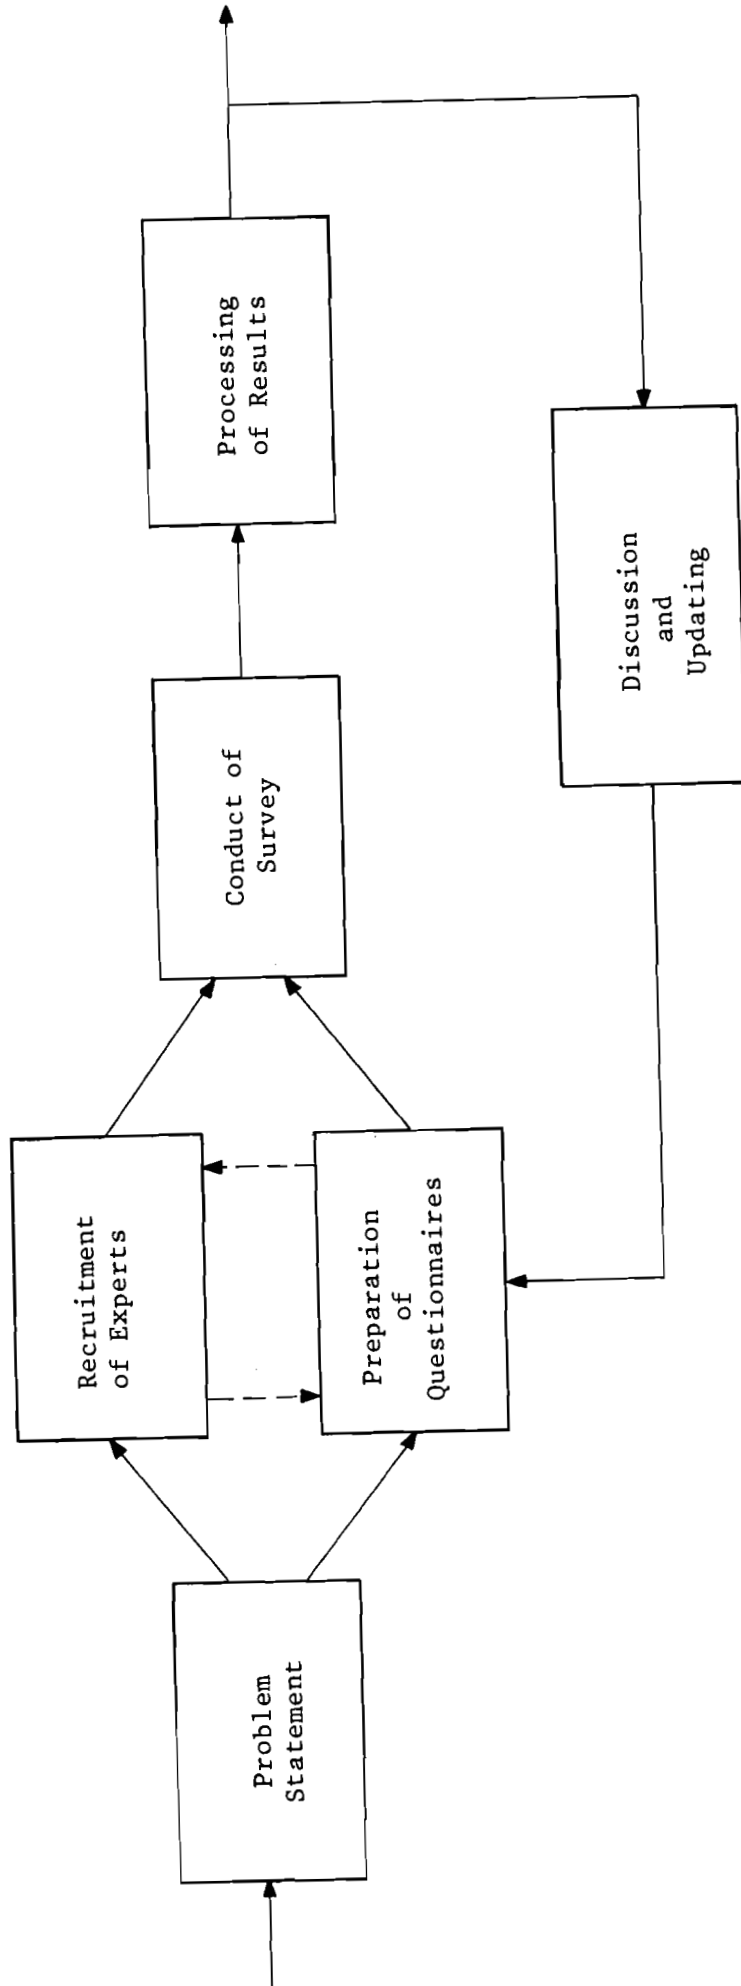 Problem
Statement
Recruitment
of Experts
Preparation
of
Questionnaires
Conduct of
Survey
Processing
of Results
Discussion
and
Updating